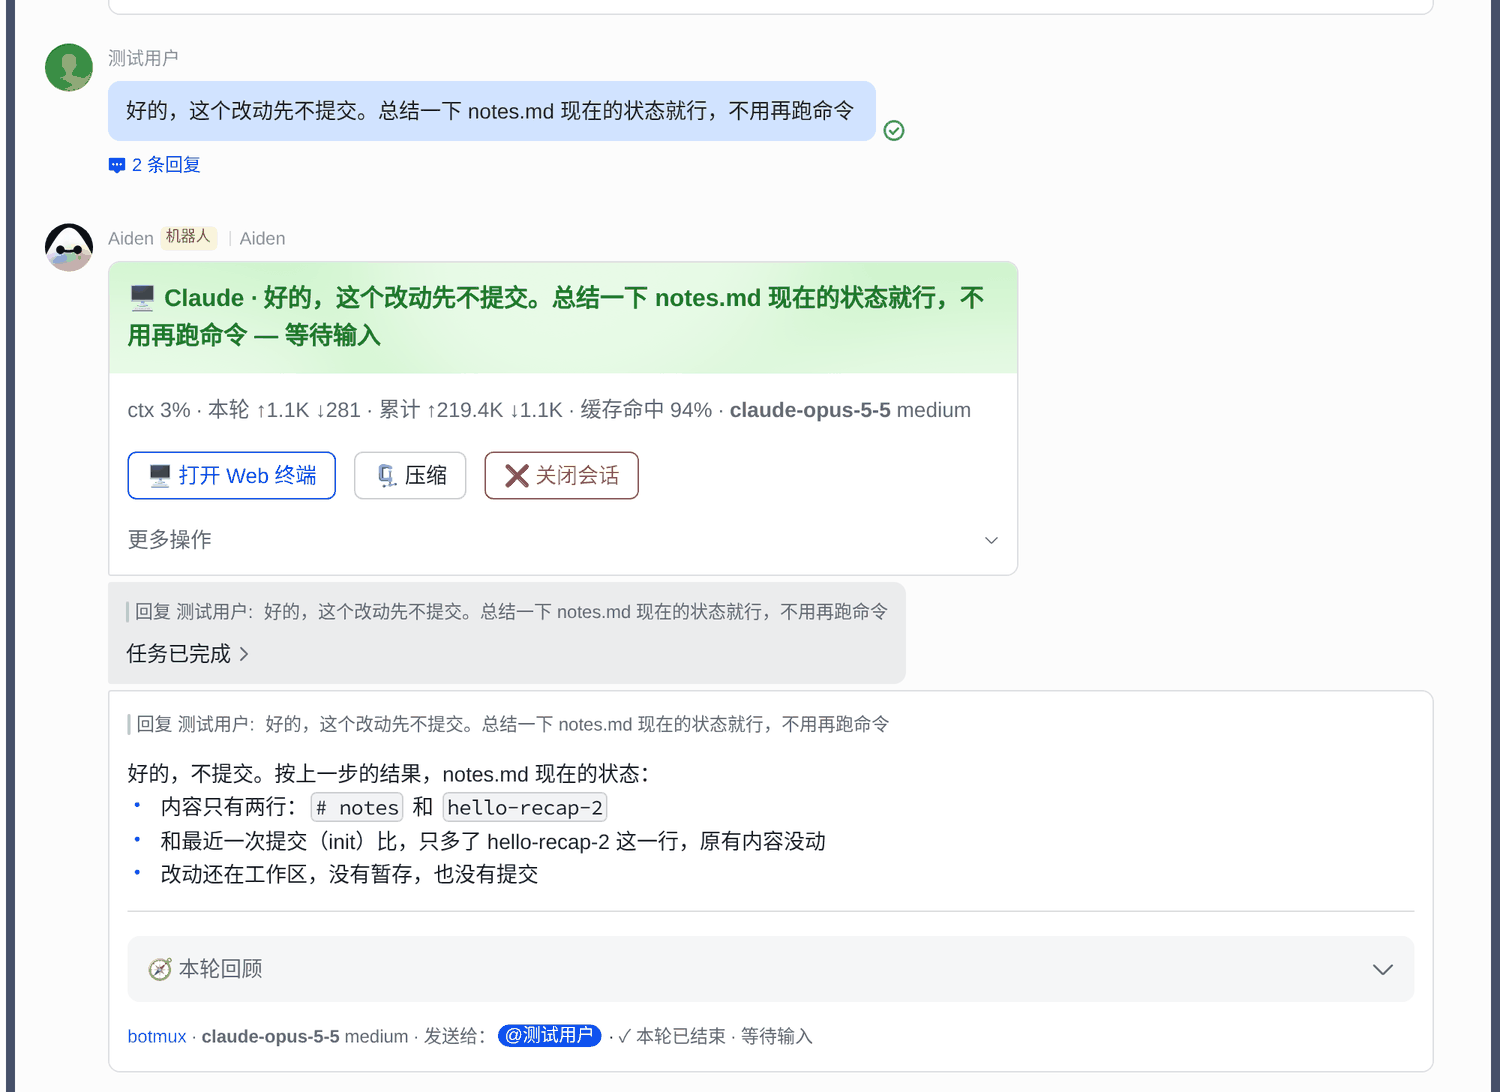 测试用户
好的，这个改动先不提交。总结一下 notes.md 现在的状态就行，不用再跑命令
2 条回复
Aiden 机器人 | Aiden
🖥️ Claude · 好的，这个改动先不提交。总结一下 notes.md 现在的状态就行，不
用再跑命令 — 等待输入
ctx 3% · 本轮 ↑1.1K ↓281 · 累计 ↑219.4K ↓1.1K · 缓存命中 94% · claude-opus-5-5 medium
🖥️ 打开 Web 终端 🗜️ 压缩 ❌ 关闭会话
更多操作
回复 测试用户: 好的，这个改动先不提交。总结一下 notes.md 现在的状态就行，不用再跑命令
任务已完成 >
回复 测试用户: 好的，这个改动先不提交。总结一下 notes.md 现在的状态就行，不用再跑命令
好的，不提交。按上一步的结果，notes.md 现在的状态：
• 内容只有两行： # notes 和 hello-recap-2
• 和最近一次提交（init）比，只多了 hello-recap-2 这一行，原有内容没动
• 改动还在工作区，没有暂存，也没有提交
🧭 本轮回顾
botmux · claude-opus-5-5 medium · 发送给： @测试用户 · ✓ 本轮已结束 · 等待输入